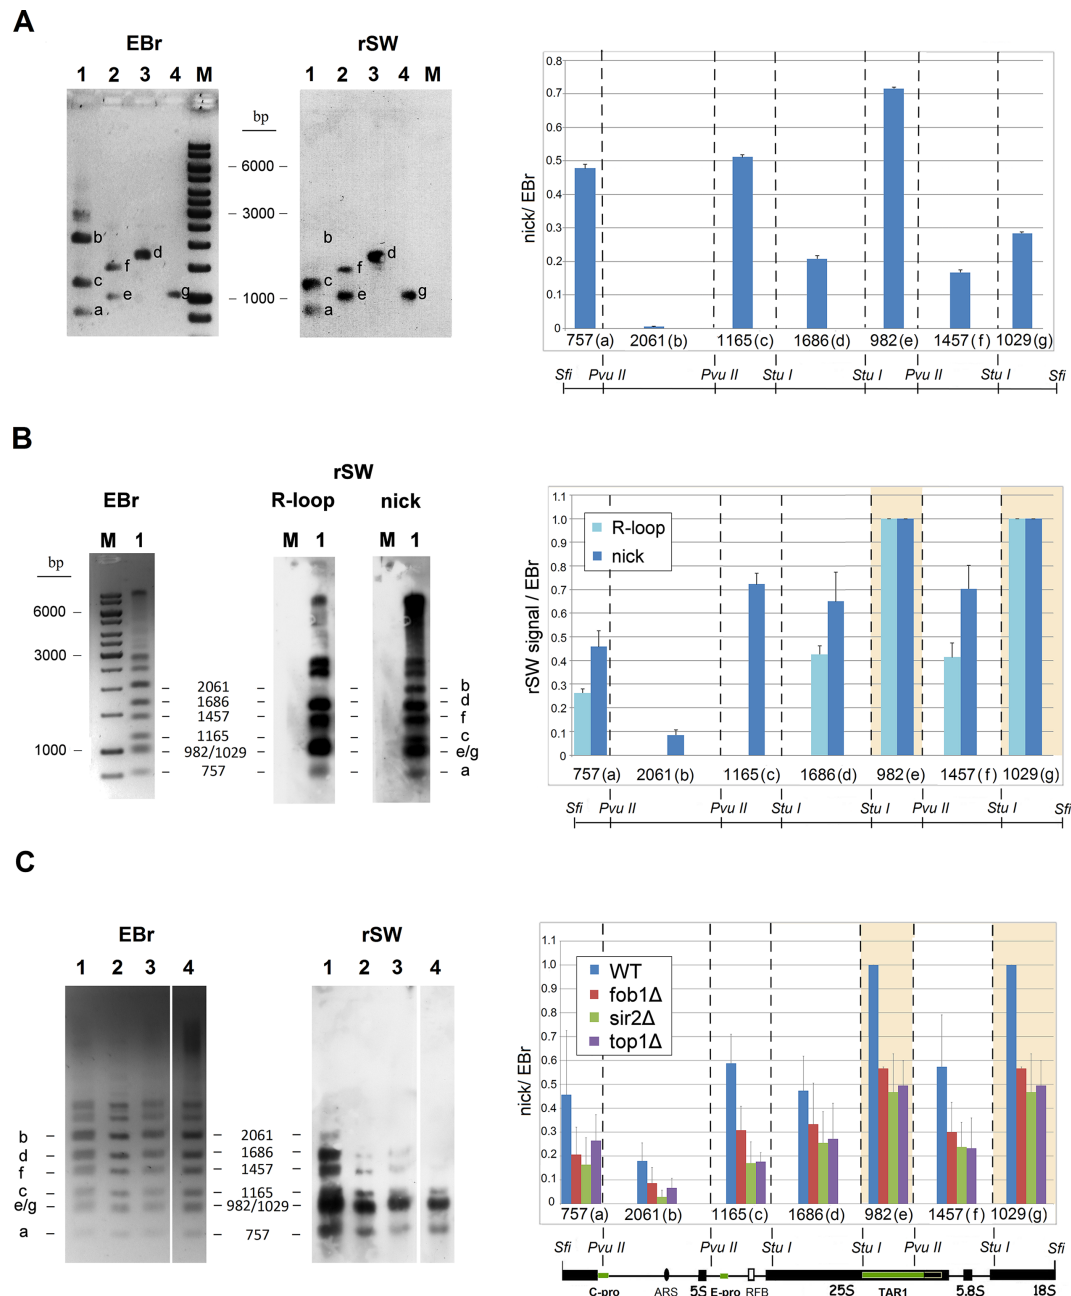 A
EBr
rSW
1 2 3 4 M
bp
1 2 3 4 M
6000
3000
1000
b
c
a
f
e
d
g
b
c
a
f
e
d
g
nick/ EBr
0.8
0.7
0.6
0.5
0.4
0.3
0.2
0.1
0
757 (a) 2061 (b) 1165(c) 1686(d) 982(e) 1457(f) 1029(g)
Sfi Pvu II Pvu II Stu I Stu I Pvu II Stu I Sfi
B
rSW
EBr R-loop nick
M 1 M 1 M 1
bp
6000
3000
1000
2061 b
1686 d
1457 f
1165 c
982/1029 e/g
757 a
rSW signal / EBr
1.1
1.0
0.9
0.8
0.7
0.6
0.5
0.4
0.3
0.2
0.1
0
R-loop
nick
757 (a) 2061 (b) 1165(c) 1686 (d) 982(e) 1457(f) 1029(g)
Sfi Pvu II Pvu II Stu I Stu I Pvu II Stu I Sfi
C
EBr rSW
1 2 3 4 1 2 3 4
b 2061
d 1686
f 1457
c 1165
e/g 982/1029
a 757
nick/ EBr
1.1
1.0
0.9
0.8
0.7
0.6
0.5
0.4
0.3
0.2
0.1
0
WT
fob1Δ
sir2Δ
top1Δ
757 (a) 2061 (b) 1165(c) 1686(d) 982(e) 1457(f) 1029(g)
Sfi Pvu II Pvu II Stu I Stu I Pvu II Stu I Sfi
C-pro ARS 5S E-pro RFB 25S TAR1 5.8S 18S